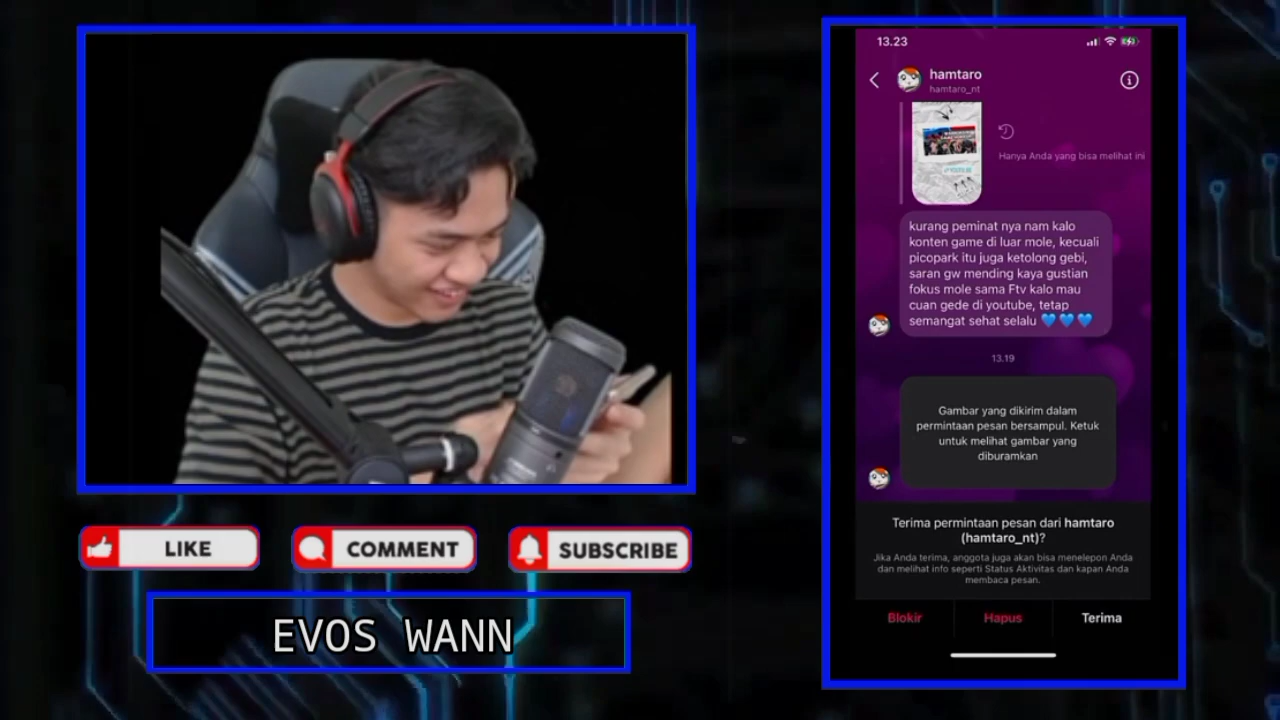 LIKE
COMMENT
SUBSCRIBE
EVOS WANN
13.23
hamtaro
hamtaro_nt
Hanya Anda yang bisa melihat ini
kurang peminat nya nam kalo
konten game di luar mole, kecuali
picopark itu juga ketolong gebi,
saran gw mending kaya gustian
fokus mole sama Ftv kalo mau
cuan gede di youtube, tetap
semangat sehat selalu 💙💙💙
13.19
Gambar yang dikirim dalam
permintaan pesan bersampul. Ketuk
untuk melihat gambar yang
diburamkan
Terima permintaan pesan dari hamtaro
(hamtaro_nt)?
Jika Anda terima, anggota juga akan bisa menelepon Anda
dan melihat info seperti Status Aktivitas dan kapan Anda
membaca pesan.
Blokir
Hapus
Terima